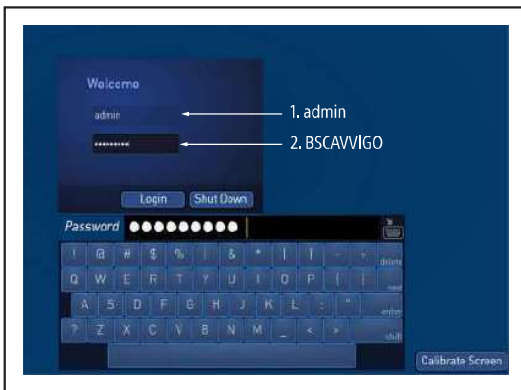 Welcome
admin
1. admin
2. BSCAVVIGO
Login Shut Down
Password
! @ # $ % & * - + delete
Q W E R T Y U I O P { } next
A S D F G H J K L : " enter
? Z X C V B N M _ < > shift
Calibrate Screen